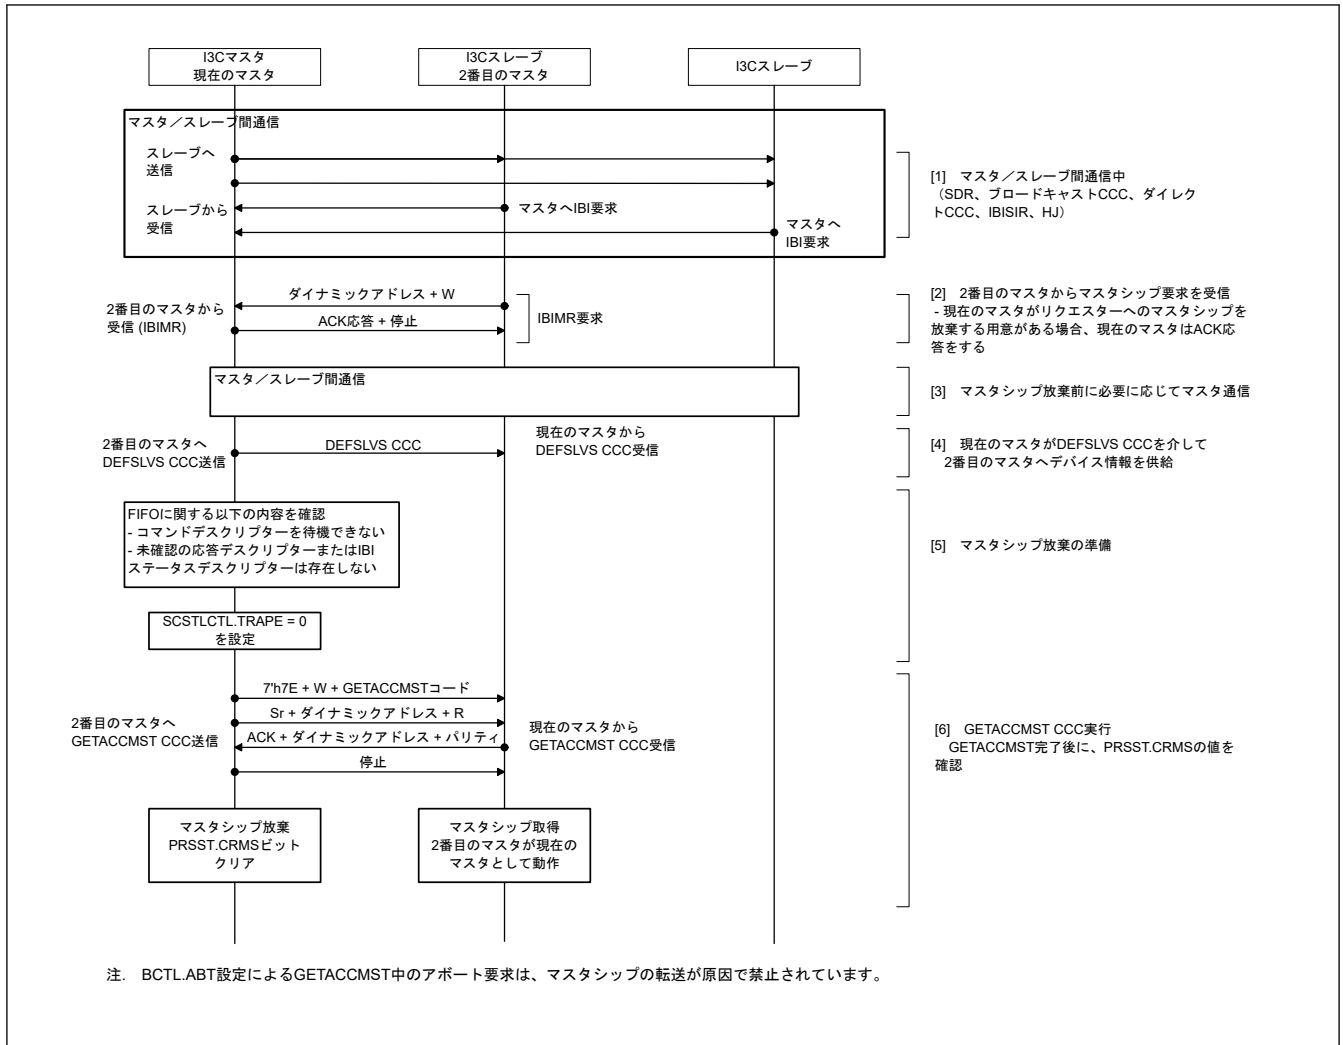 I3Cマスタ
現在のマスタ
I3Cスレーブ
2番目のマスタ
I3Cスレーブ
マスタ／スレーブ間通信
スレーブへ
送信
スレーブから
受信
マスタへIBI要求
マスタへ
IBI要求
[1] マスタ／スレーブ間通信中
（SDR、ブロードキャストCCC、ダイレク
トCCC、IBISIR、HJ）
2番目のマスタから
受信 (IBIMR)
ダイナミックアドレス + W
ACK応答 + 停止
IBIMR要求
[2] 2番目のマスタからマスタシップ要求を受信
- 現在のマスタがリクエスターへのマスタシップを
放棄する用意がある場合、現在のマスタはACK応
答をする
マスタ／スレーブ間通信
[3] マスタシップ放棄前に必要に応じてマスタ通信
2番目のマスタへ
DEFSLVS CCC送信
DEFSLVS CCC
現在のマスタから
DEFSLVS CCC受信
[4] 現在のマスタがDEFSLVS CCCを介して
2番目のマスタへデバイス情報を供給
FIFOに関する以下の内容を確認
- コマンドデスクリプターを待機できない
- 未確認の応答デスクリプターまたはIBI
ステータスデスクリプターは存在しない
[5] マスタシップ放棄の準備
SCSTLCTL.TRAPE = 0
を設定
2番目のマスタへ
GETACCMST CCC送信
7'h7E + W + GETACCMSTコード
Sr + ダイナミックアドレス + R
ACK + ダイナミックアドレス + パリティ
停止
現在のマスタから
GETACCMST CCC受信
[6] GETACCMST CCC実行
GETACCMST完了後に、PRSST.CRMSの値を
確認
マスタシップ放棄
PRSST.CRMSビット
クリア
マスタシップ取得
2番目のマスタが現在の
マスタとして動作
注. BCTL.ABT設定によるGETACCMST中のアボート要求は、マスタシップの転送が原因で禁止されています。